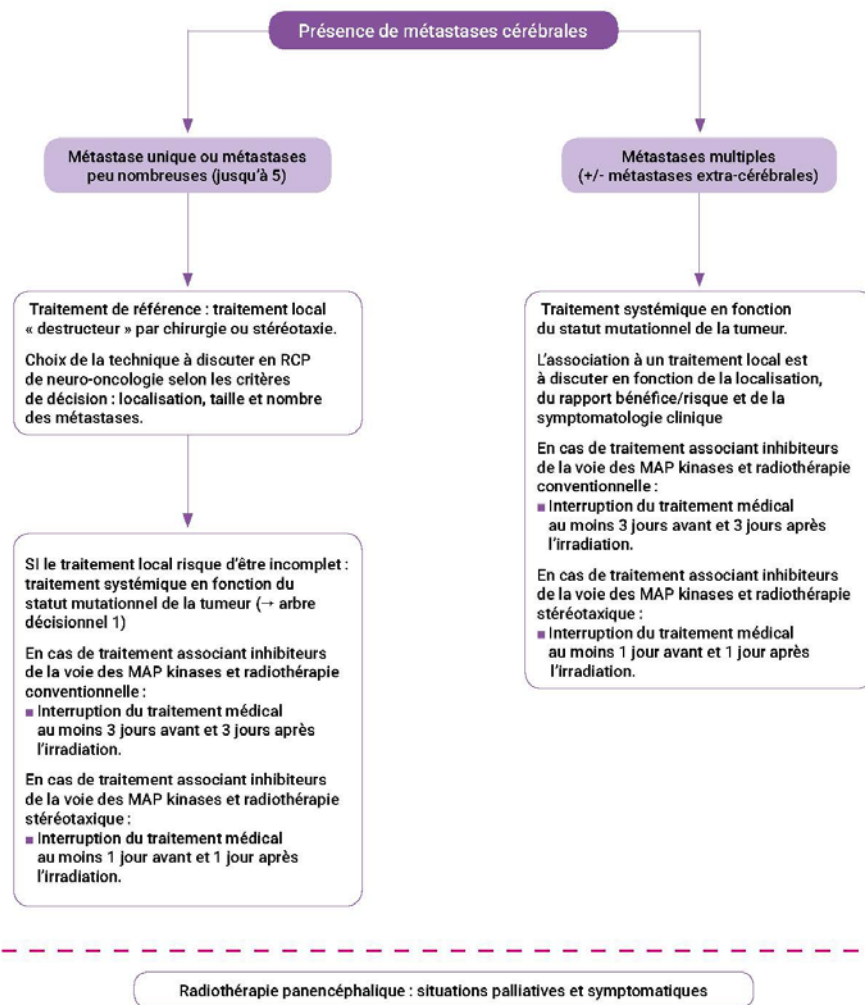 Présence de métastases cérébrales
Métastase unique ou métastases
peu nombreuses (jusqu'à 5)
Traitement de référence : traitement local
« destructeur » par chirurgie ou stéréotaxie.
Choix de la technique à discuter en RCP
de neuro-oncologie selon les critères
de décision : localisation, taille et nombre
des métastases.
SI le traitement local risque d'être incomplet :
traitement systémique en fonction du
statut mutationnel de la tumeur (→ arbre
décisionnel 1)
En cas de traitement associant inhibiteurs
de la voie des MAP kinases et radiothérapie
conventionnelle :
■ Interruption du traitement médical
au moins 3 jours avant et 3 jours après
l'irradiation.
En cas de traitement associant inhibiteurs
de la voie des MAP kinases et radiothérapie
stéréotaxique :
■ Interruption du traitement médical
au moins 1 jour avant et 1 jour après
l'irradiation.
Métastases multiples
(+/- métastases extra-cérébrales)
Traitement systémique en fonction
du statut mutationnel de la tumeur.
L'association à un traitement local est
à discuter en fonction de la localisation,
du rapport bénéfice/risque et de la
symptomatologie clinique
En cas de traitement associant inhibiteurs
de la voie des MAP kinases et radiothérapie
conventionnelle :
■ Interruption du traitement médical
au moins 3 jours avant et 3 jours après
l'irradiation.
En cas de traitement associant inhibiteurs
de la voie des MAP kinases et radiothérapie
stéréotaxique :
■ Interruption du traitement médical
au moins 1 jour avant et 1 jour après
l'irradiation.
Radiothérapie panencéphalique : situations palliatives et symptomatiques